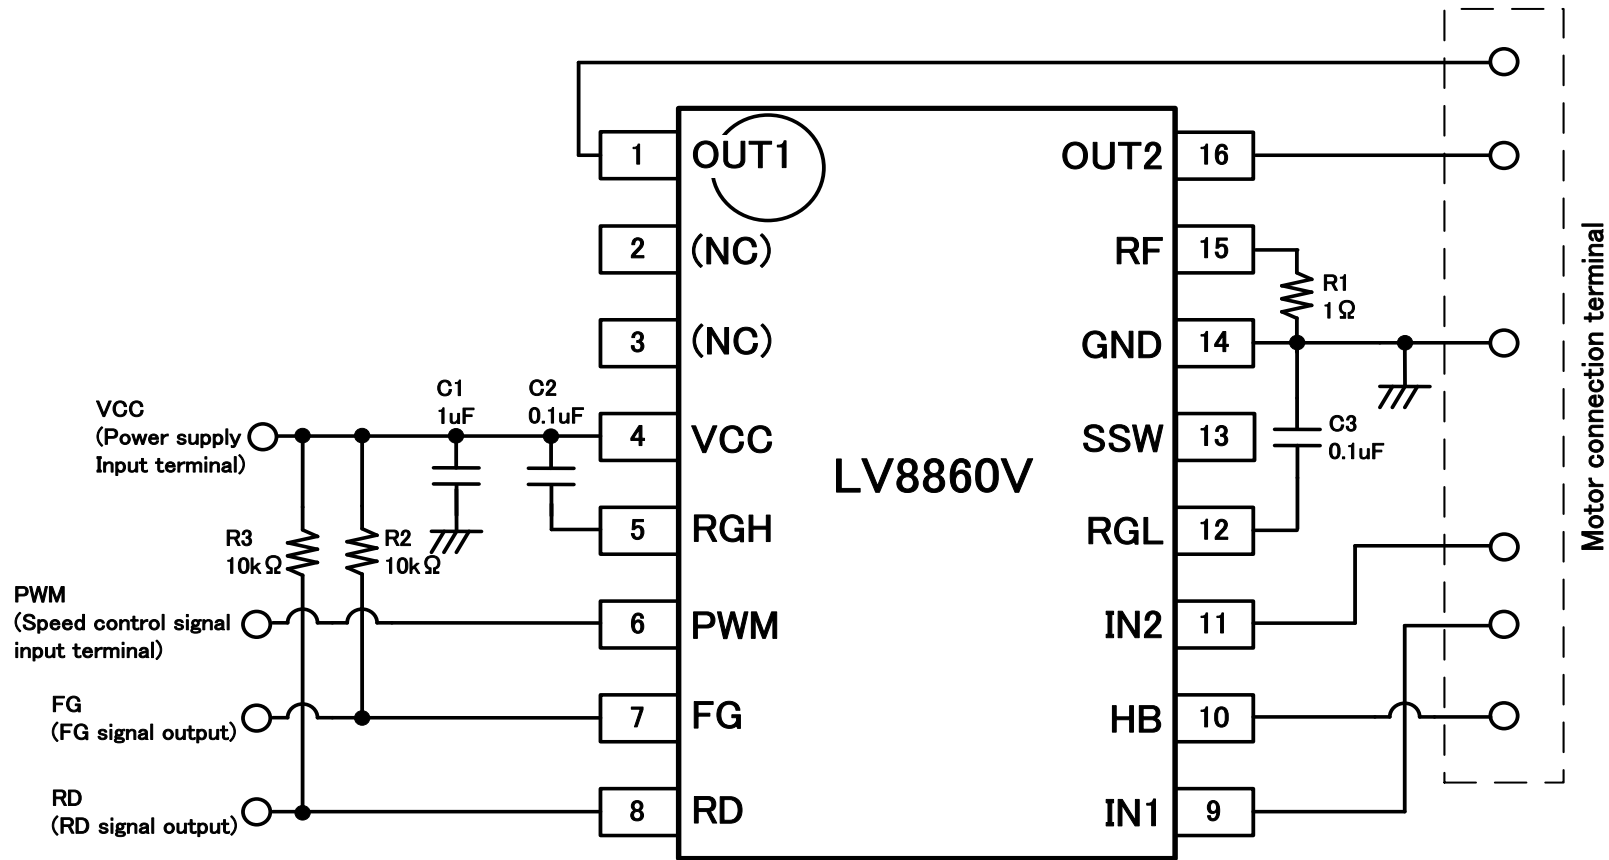 1
OUT1
2
(NC)
3
(NC)
VCC
(Power supply
Input terminal)
C1
1uF
C2
0.1uF
4
VCC
R3
10kΩ
R2
10kΩ
5
RGH
PWM
(Speed control signal
input terminal)
6
PWM
FG
(FG signal output)
7
FG
RD
(RD signal output)
8
RD
LV8860V
OUT2
16
RF
15
R1
1Ω
GND
14
SSW
13
C3
0.1uF
RGL
12
IN2
11
HB
10
IN1
9
Motor connection terminal